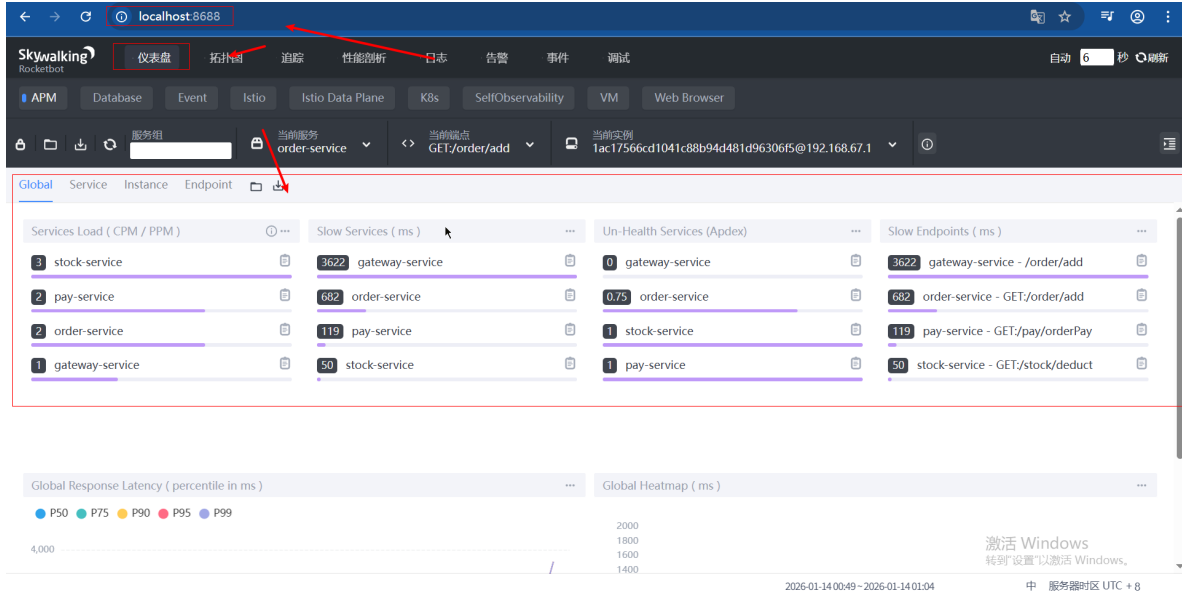 localhost:8688
Skywalking
Rocketbot
仪表盘 拓扑图 追踪 性能剖析 日志 告警 事件 调试 自动 6 秒 刷新
APM Database Event Istio Istio Data Plane K8s SelfObservability VM Web Browser
服务组 当前服务 当前端点 当前实例
order-service GET:/order/add 1ac17566cd1041c88b94d481d96306f5@192.168.67.1
Global Service Instance Endpoint
Services Load ( CPM / PPM ) Slow Services ( ms ) Un-Health Services (Apdex) Slow Endpoints ( ms )
3 stock-service 3622 gateway-service 0 gateway-service 3622 gateway-service - /order/add
2 pay-service 682 order-service 0.75 order-service 682 order-service - GET:/order/add
2 order-service 119 pay-service 1 stock-service 119 pay-service - GET:/pay/orderPay
1 gateway-service 50 stock-service 1 pay-service 50 stock-service - GET:/stock/deduct
Global Response Latency ( percentile in ms ) Global Heatmap ( ms )
P50 P75 P90 P95 P99
2000
1800
4,000
1600
1400
激活 Windows
转到"设置"以激活 Windows。
2026-01-14 00:49 ~ 2026-01-14 01:04 中 服务器时区 UTC + 8